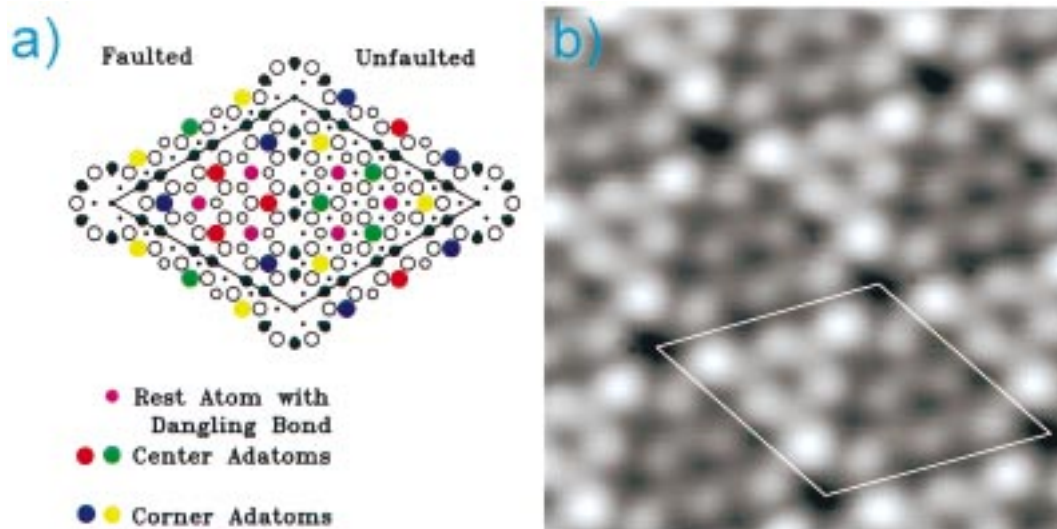 a)
Faulted
Unfaulted
Rest Atom with
Dangling Bond
Center Adatoms
Corner Adatoms
b)